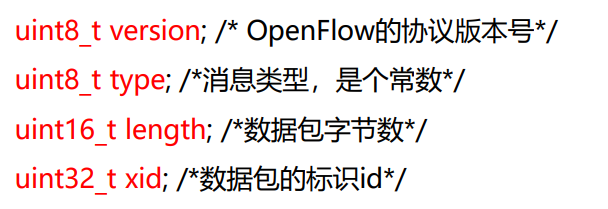 uint8_t version; /* OpenFlow的协议版本号*/
uint8_t type; /*消息类型，是个常数*/
uint16_t length; /*数据包字节数*/
uint32_t xid; /*数据包的标识id*/